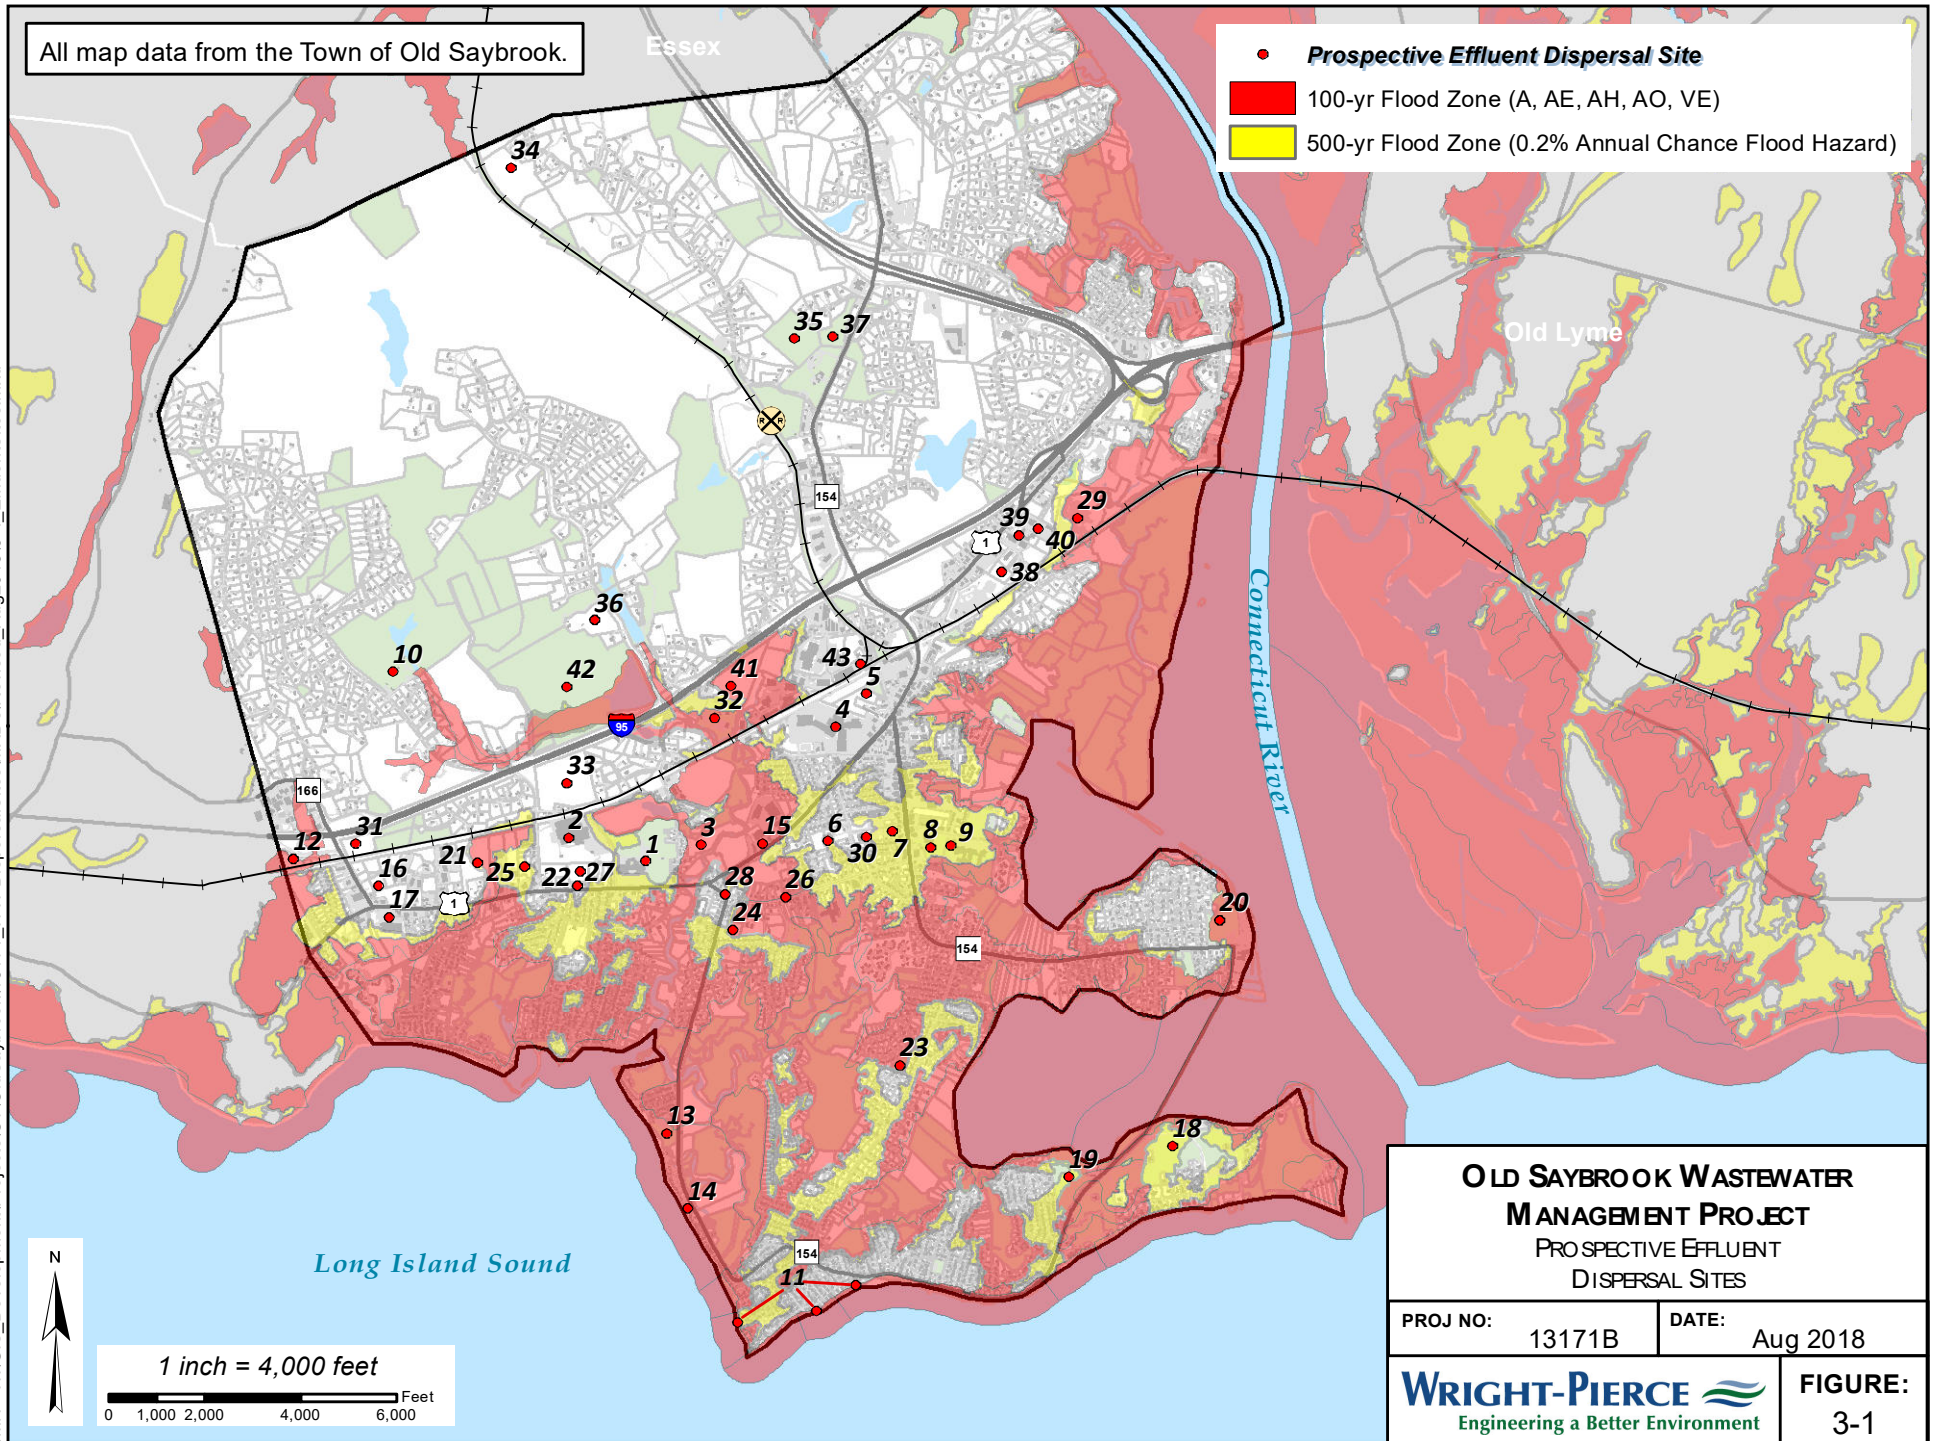 All map data from the Town of Old Saybrook.
Essex
Prospective Effluent Dispersal Site
100-yr Flood Zone (A, AE, AH, AO, VE)
500-yr Flood Zone (0.2% Annual Chance Flood Hazard)
34
35
37
Old Lyme
R R
154
29
39
40
1
38
36
10
42
41
43
5
32
4
95
33
Connecticut River
166
31
12
2
1
3
15
6
30
7
8
9
21
25
16
22
27
17
1
28
26
24
20
154
23
13
18
19
14
154
11
Long Island Sound
N
1 inch = 4,000 feet
Feet
0 1,000 2,000 4,000 6,000
OLD SAYBROOK WASTEWATER
MANAGEMENT PROJECT
PROSPECTIVE EFFLUENT
DISPERSAL SITES
PROJ NO: 13171B
DATE: Aug 2018
WRIGHT-PIERCE
Engineering a Better Environment
FIGURE:
3-1